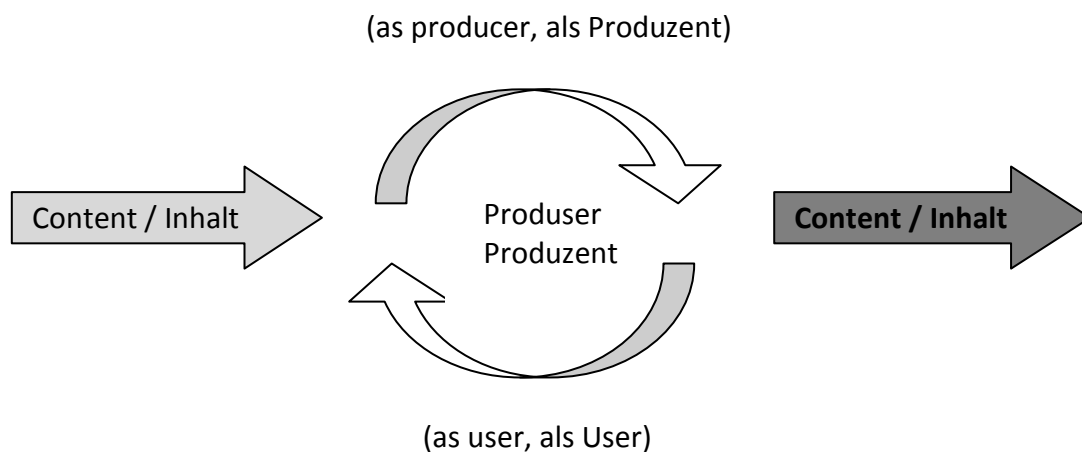 (as producer, als Produzent)
Content / Inhalt
Produser
Produzent
Content / Inhalt
(as user, als User)